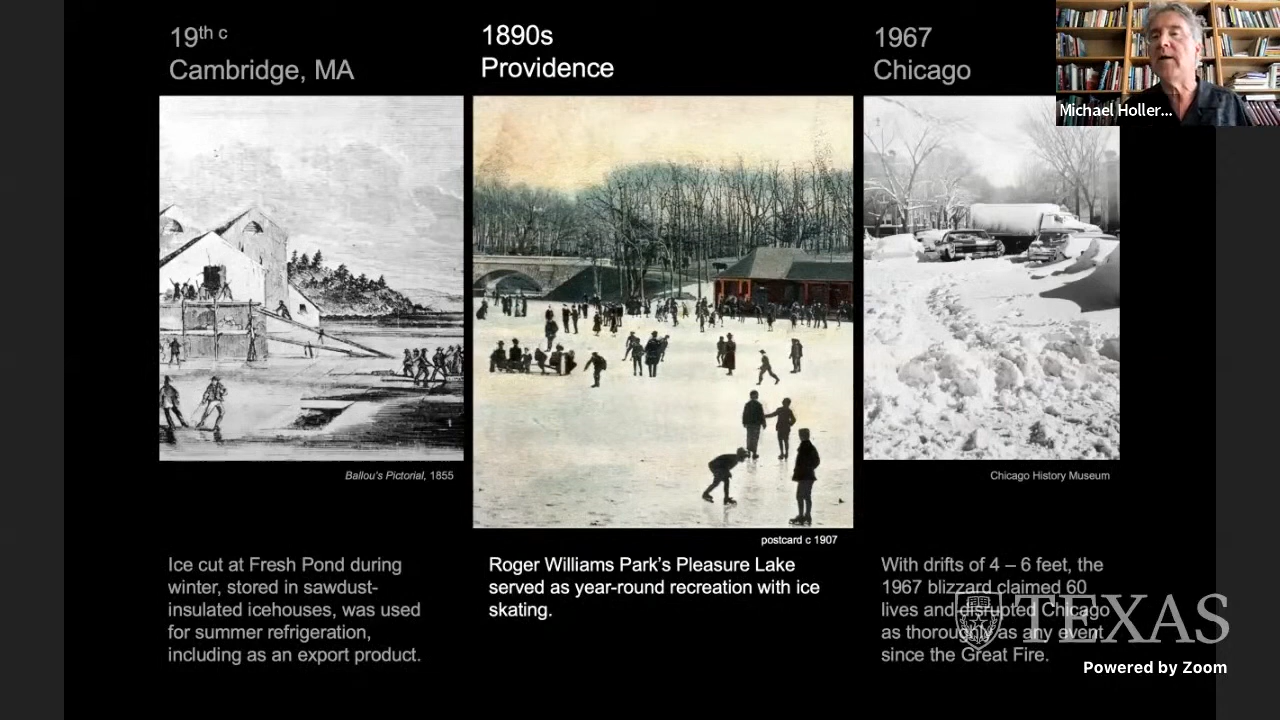 19th c
Cambridge, MA
1890s
Providence
1967
Chicago
Michael Holler...
Ballou's Pictorial, 1855
postcard c 1907
Chicago History Museum
Ice cut at Fresh Pond during
winter, stored in sawdust-
insulated icehouses, was used
for summer refrigeration,
including as an export product.
Roger Williams Park's Pleasure Lake
served as year-round recreation with ice
skating.
With drifts of 4 – 6 feet, the
1967 blizzard claimed 60
lives and disrupted Chicago
as thoroughly as any event
since the Great Fire.
TEXAS
Powered by Zoom